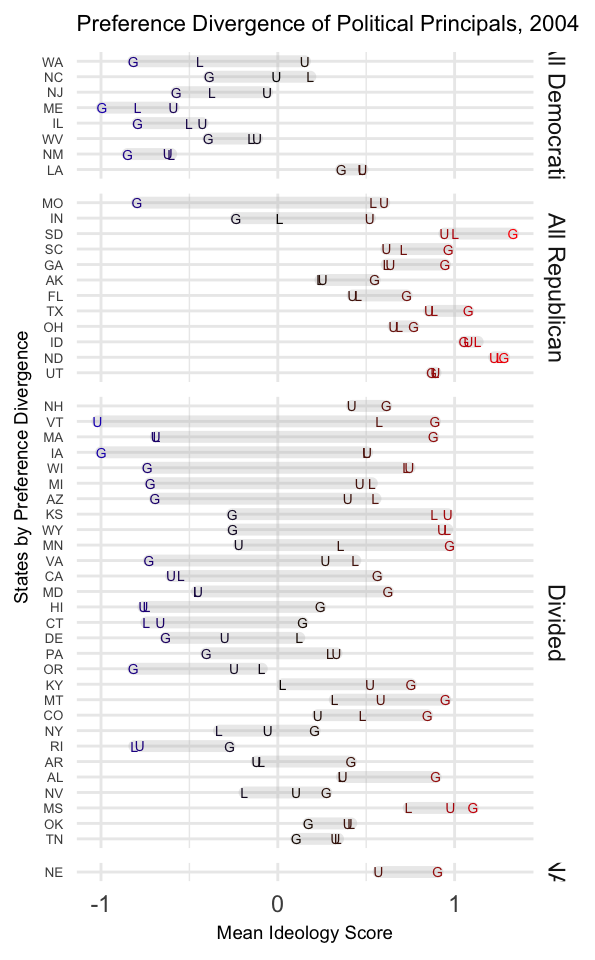 Preference Divergence of Political Principals, 2004
WA G L U
NC G U L
NJ G L U
ME G L U
IL G L U
WV G L U
NM G U L
LA G U
All Democrati
MO G L U
IN G L U
SD U L G
SC U L G
GA L U G
AK L U G
FL U L G
TX U L G
OH U L G
ID G U L
ND U L G
UT G U
All Republican
NH U G
VT U L G
MA U L G
IA G U
WI G L U
MI G U L
AZ G U L
KS G L U
WY G U L
MN U L G
VA G U L
CA U L G
MD L U G
HI U L G
CT L U G
DE G U L
PA G L U
OR G U L
KY L U G
MT L U G
CO U L G
NY L U G
RI L U G
AR U L G
AL U G
NV L U G
MS L U G
OK G U L
TN G U L
Divided
NE U G
States by Preference Divergence
-1 0 1
Mean Ideology Score